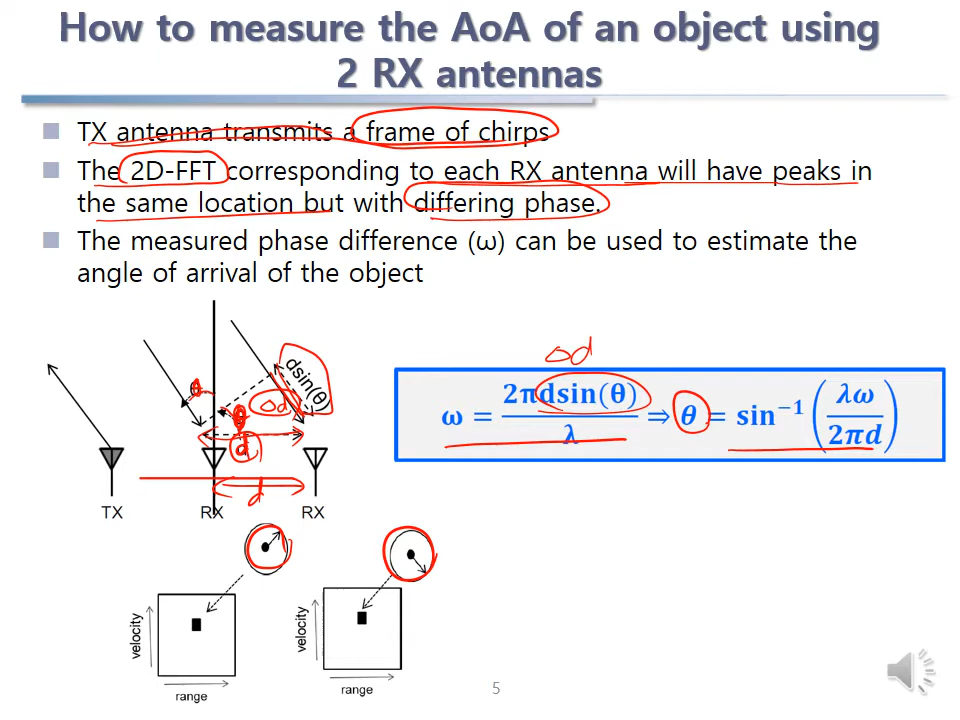 How to measure the AoA of an object using
2 RX antennas
TX antenna transmits a frame of chirps
The 2D-FFT corresponding to each RX antenna will have peaks in
the same location but with differing phase.
The measured phase difference (ω) can be used to estimate the
angle of arrival of the object
Δd
θ
dsin(θ)
Δd
θ
d
d
ω = 2πdsin(θ)/λ ⇒ θ = sin⁻¹(λω/2πd)
TX
RX
RX
velocity
range
velocity
range
5